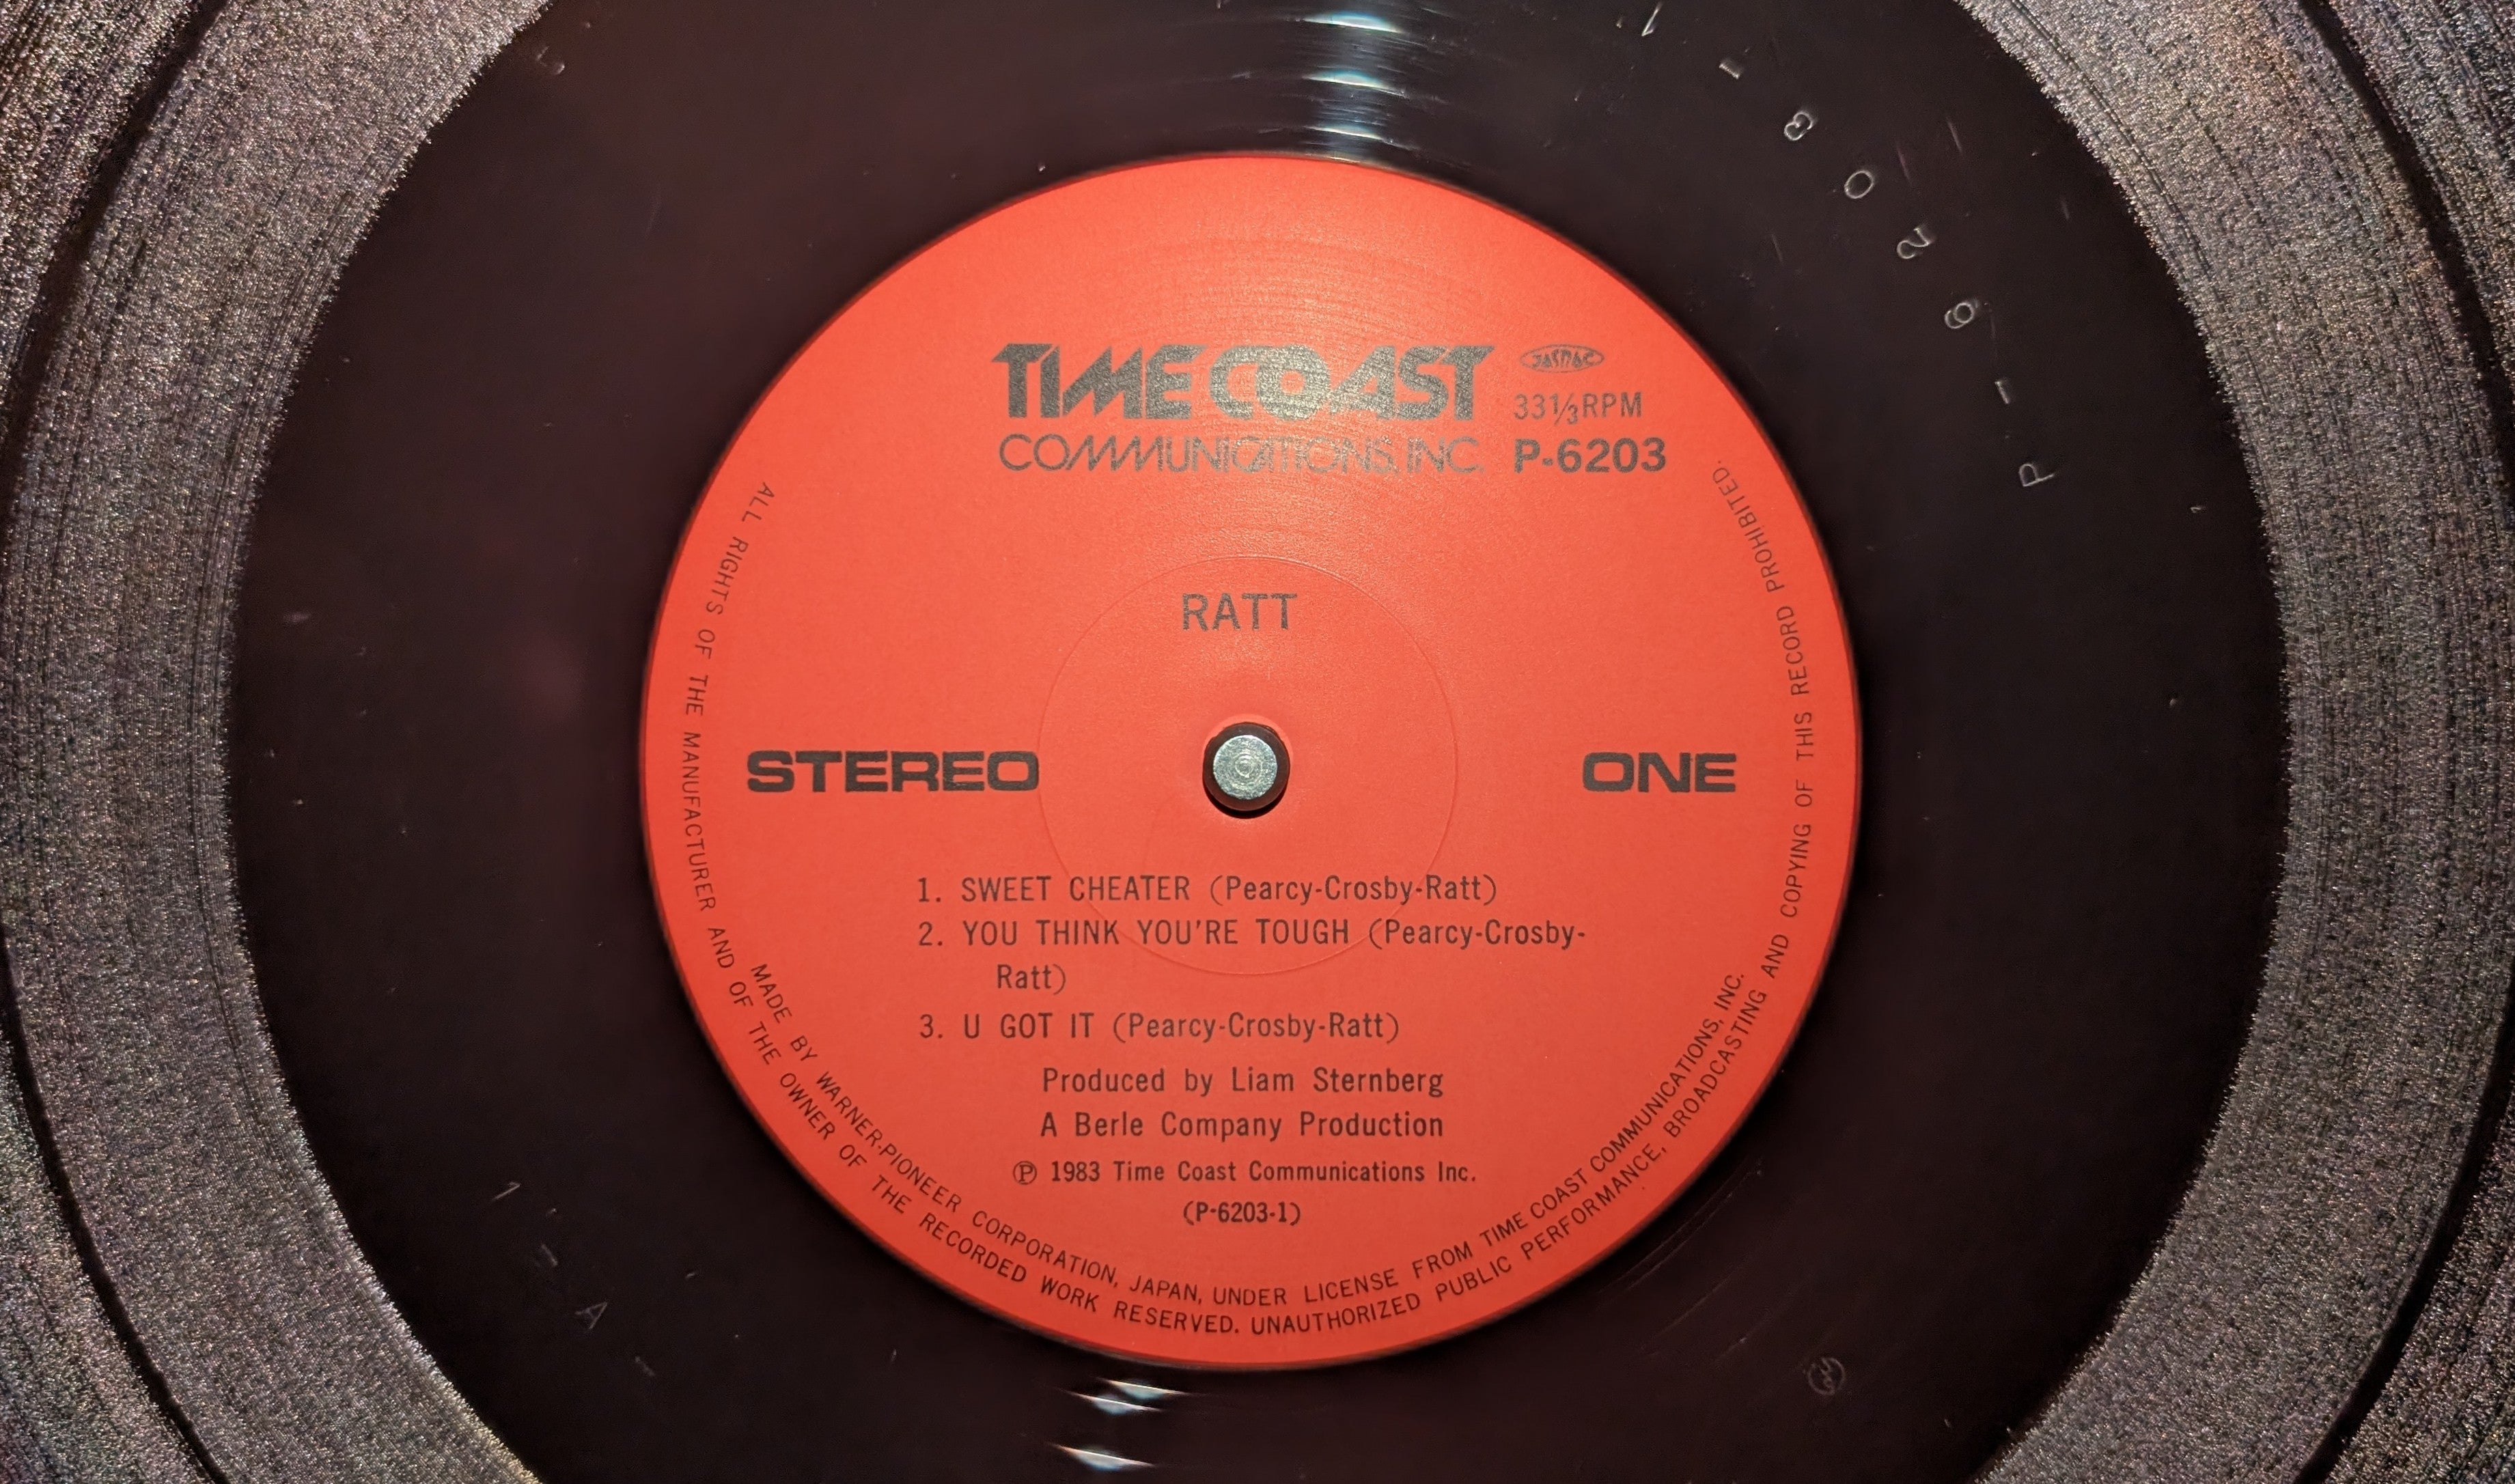 TIME COAST
COMMUNICATIONS, INC.
JASRAC
33⅓RPM
P-6203
RATT
STEREO
ONE
1. SWEET CHEATER (Pearcy-Crosby-Ratt)
2. YOU THINK YOU'RE TOUGH (Pearcy-Crosby-
Ratt)
3. U GOT IT (Pearcy-Crosby-Ratt)
Produced by Liam Sternberg
A Berle Company Production
℗ 1983 Time Coast Communications Inc.
(P-6203-1)
MADE BY WARNER-PIONEER CORPORATION, JAPAN, UNDER LICENSE FROM TIME COAST COMMUNICATIONS, INC.
ALL RIGHTS OF THE MANUFACTURER AND OF THE OWNER OF THE RECORDED WORK RESERVED. UNAUTHORIZED PUBLIC PERFORMANCE, BROADCASTING AND COPYING OF THIS RECORD PROHIBITED.
P-6203-1
1-A